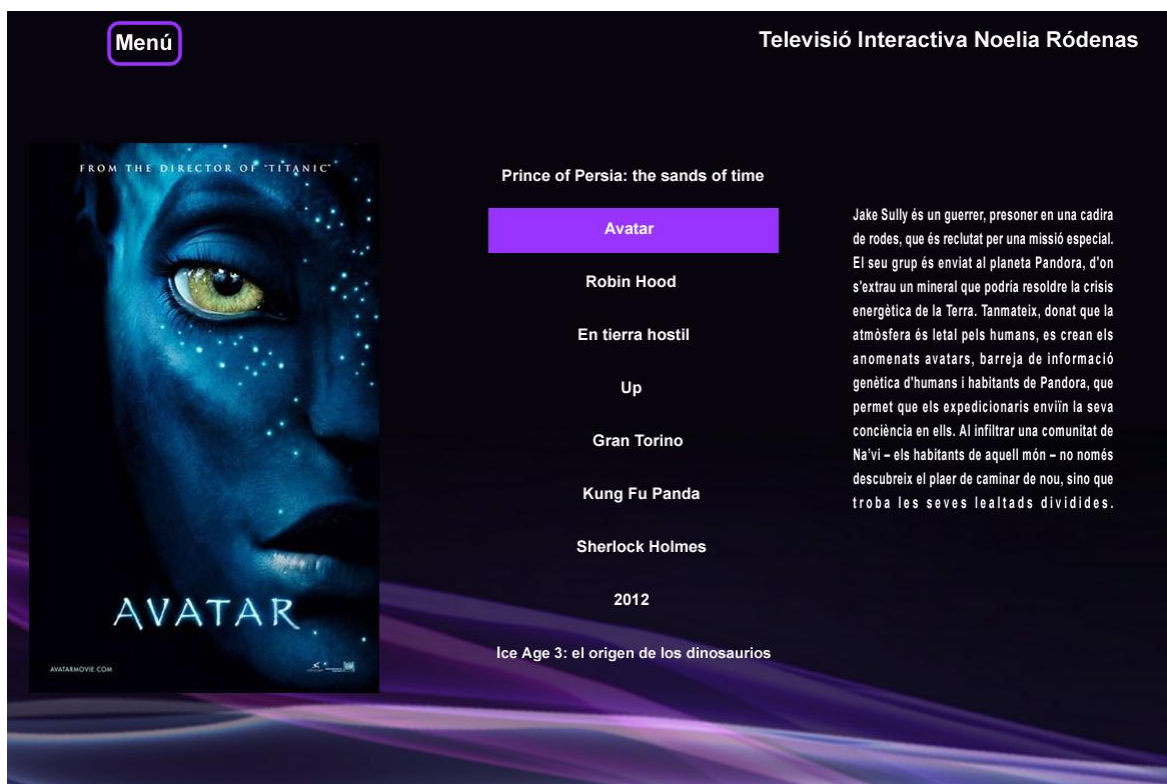 Menú
Televisió Interactiva Noelia Ródenas
FROM THE DIRECTOR OF "TITANIC"
AVATAR
AVATARMOVIE.COM
Prince of Persia: the sands of time
Avatar
Robin Hood
En tierra hostil
Up
Gran Torino
Kung Fu Panda
Sherlock Holmes
2012
Ice Age 3: el origen de los dinosaurios
Jake Sully és un guerrer, presoner en una cadira
de rodes, que és reclutat per una missió especial.
El seu grup és enviat al planeta Pandora, d'on
s'extrau un mineral que podría resoldre la crisis
energètica de la Terra. Tanmateix, donat que la
atmòsfera és letal pels humans, es crean els
anomenats avatars, barreja de informació
genètica d'humans i habitants de Pandora, que
permet que els expedicionaris enviïn la seva
conciència en ells. Al infiltrar una comunitat de
Na'vi – els habitants de aquell món – no només
descubreix el plaer de caminar de nou, sino que
troba les seves lealtads dividides.